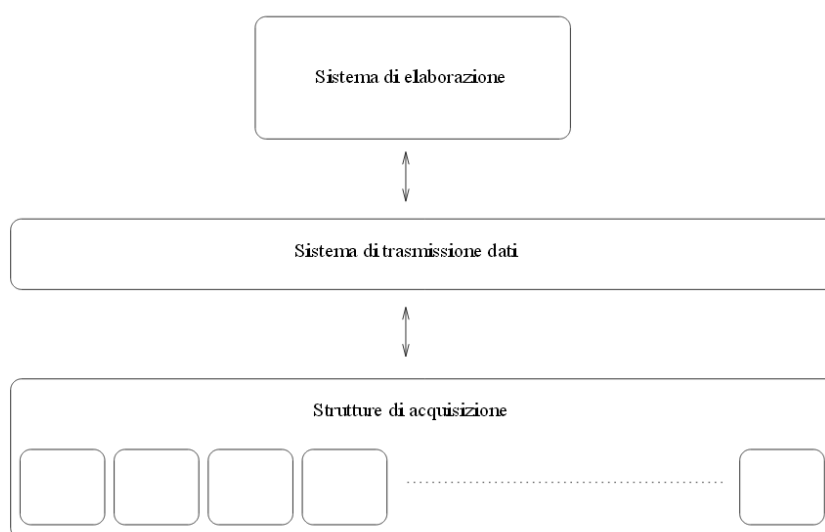 Sistema di elaborazione
Sistema di trasmissione dati
Strutture di acquisizione